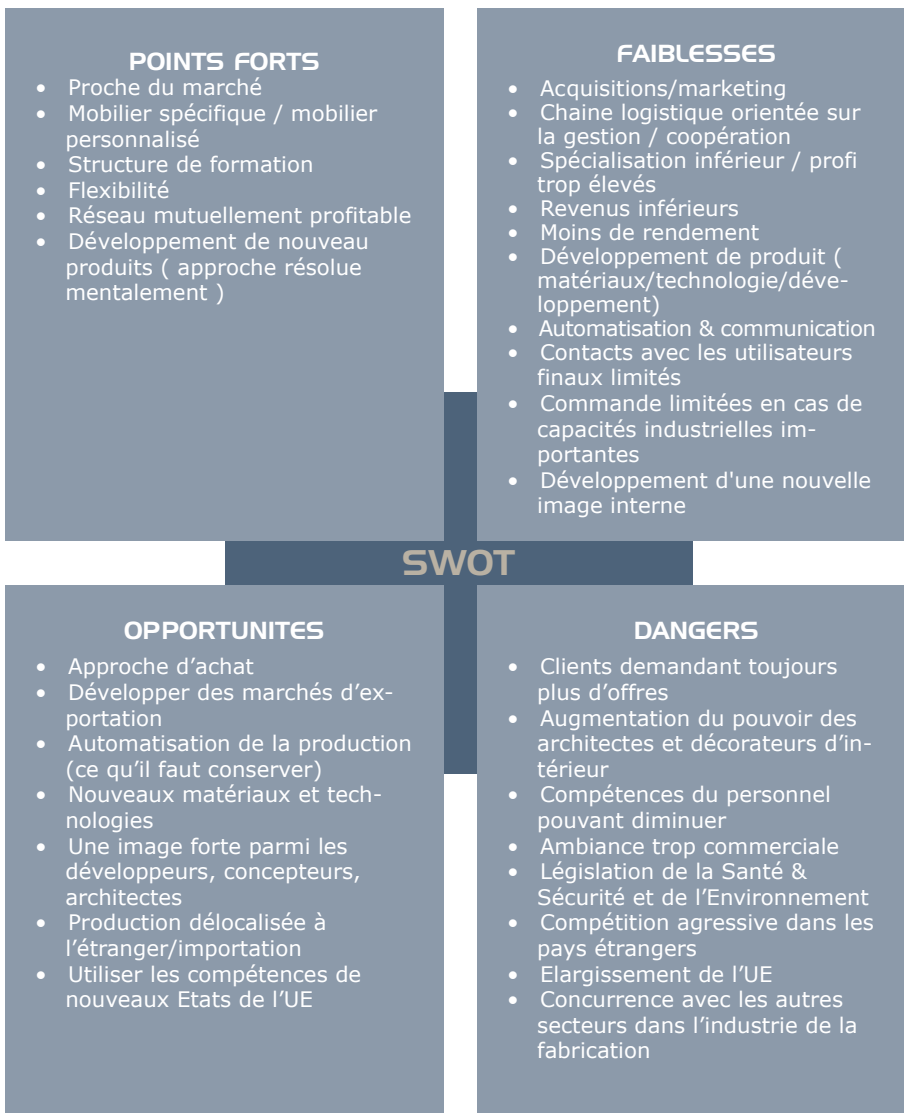 POINTS FORTS
• Proche du marché
• Mobilier spécifique / mobilier
personnalisé
• Structure de formation
• Flexibilité
• Réseau mutuellement profitable
• Développement de nouveau
produits ( approche résolue
mentalement )
FAIBLESSES
• Acquisitions/marketing
• Chaine logistique orientée sur
la gestion / coopération
• Spécialisation inférieur / profi
trop élevés
• Revenus inférieurs
• Moins de rendement
• Développement de produit (
matériaux/technologie/déve-
loppement)
• Automatisation & communication
• Contacts avec les utilisateurs
finaux limités
• Commande limitées en cas de
capacités industrielles im-
portantes
• Développement d'une nouvelle
image interne
SWOT
OPPORTUNITES
• Approche d’achat
• Développer des marchés d’ex-
portation
• Automatisation de la production
(ce qu’il faut conserver)
• Nouveaux matériaux et tech-
nologies
• Une image forte parmi les
développeurs, concepteurs,
architectes
• Production délocalisée à
l’étranger/importation
• Utiliser les compétences de
nouveaux Etats de l’UE
DANGERS
• Clients demandant toujours
plus d’offres
• Augmentation du pouvoir des
architectes et décorateurs d’in-
térieur
• Compétences du personnel
pouvant diminuer
• Ambiance trop commerciale
• Législation de la Santé &
Sécurité et de l’Environnement
• Compétition agressive dans les
pays étrangers
• Elargissement de l’UE
• Concurrence avec les autres
secteurs dans l’industrie de la
fabrication